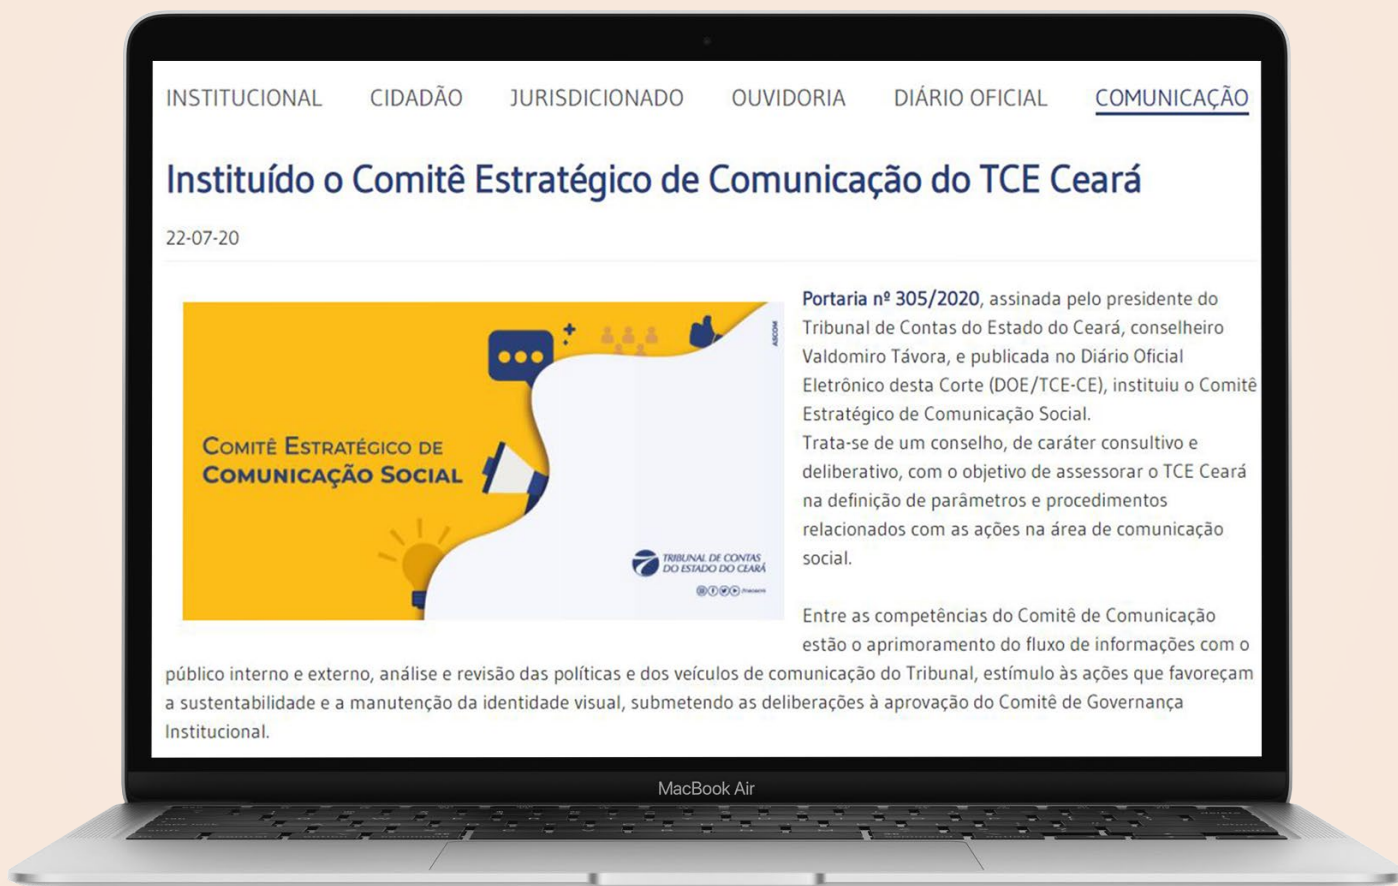 INSTITUCIONAL CIDADÃO JURISDICIONADO OUVIDORIA DIÁRIO OFICIAL COMUNICAÇÃO
Instituído o Comitê Estratégico de Comunicação do TCE Ceará
22-07-20
COMITÊ ESTRATÉGICO DE
COMUNICAÇÃO SOCIAL
ASCOM
TRIBUNAL DE CONTAS
DO ESTADO DO CEARÁ
Portaria nº 305/2020, assinada pelo presidente do
Tribunal de Contas do Estado do Ceará, conselheiro
Valdomiro Távora, e publicada no Diário Oficial
Eletrônico desta Corte (DOE/TCE-CE), instituiu o Comitê
Estratégico de Comunicação Social.
Trata-se de um conselho, de caráter consultivo e
deliberativo, com o objetivo de assessorar o TCE Ceará
na definição de parâmetros e procedimentos
relacionados com as ações na área de comunicação
social.
Entre as competências do Comitê de Comunicação
estão o aprimoramento do fluxo de informações com o
público interno e externo, análise e revisão das políticas e dos veículos de comunicação do Tribunal, estímulo às ações que favoreçam
a sustentabilidade e a manutenção da identidade visual, submetendo as deliberações à aprovação do Comitê de Governança
Institucional.
MacBook Air